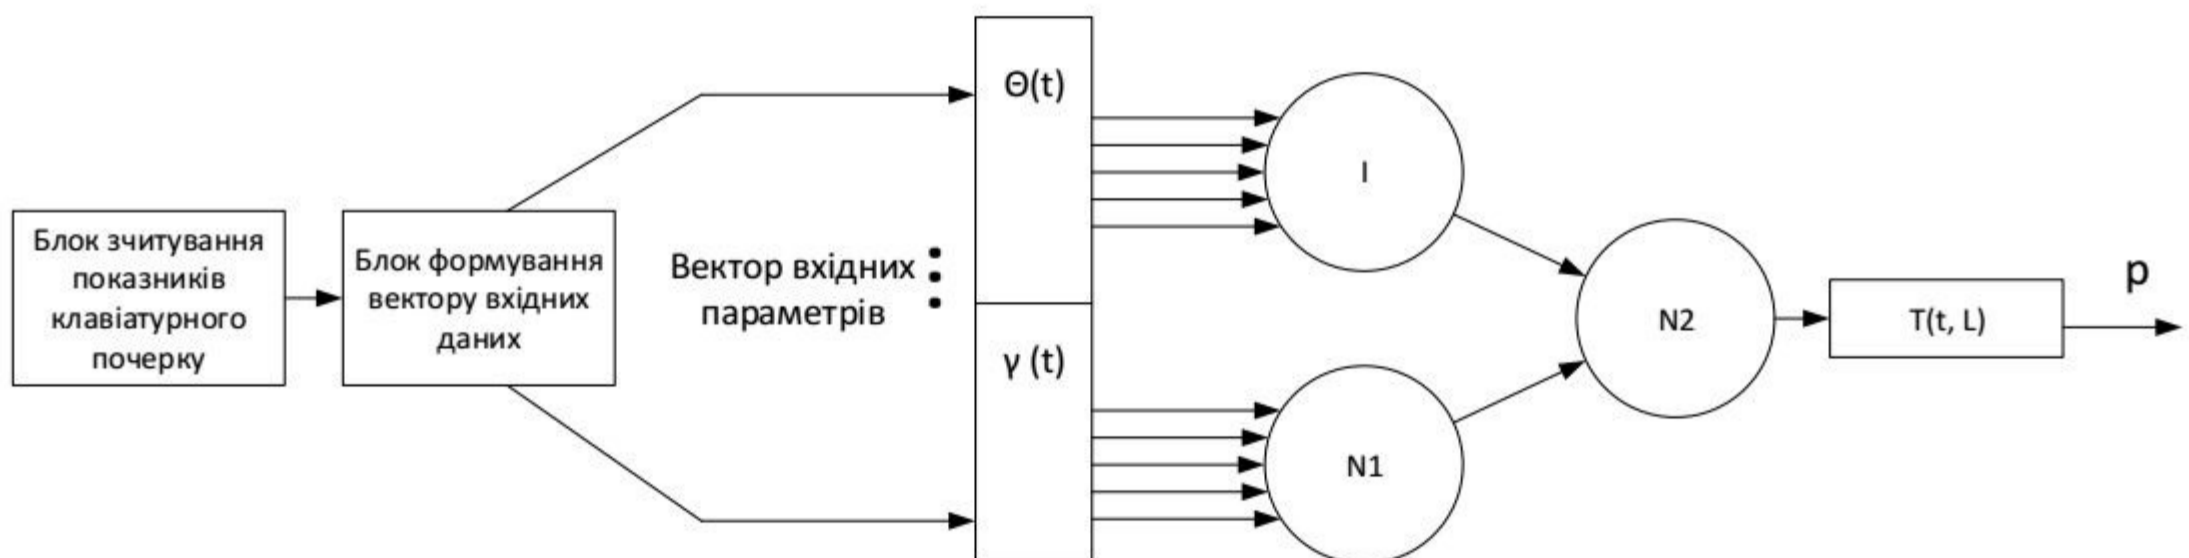 Блок зчитування
показників
клавіатурного
почерку
Блок формування
вектору вхідних
даних
Вектор вхідних
параметрів
Θ(t)
γ (t)
I
N1
N2
T(t, L)
p